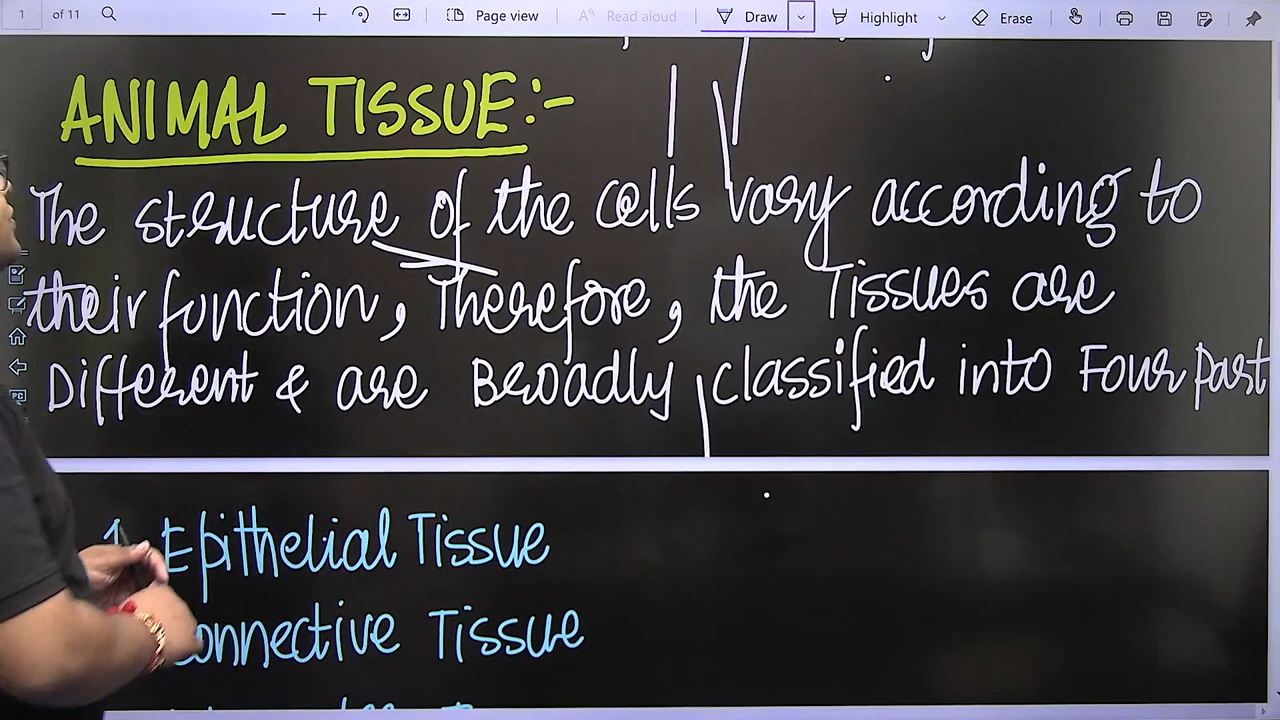 1 of 11 Page view Read aloud Draw Highlight Erase
ANIMAL TISSUE:-
The structure of the cells vary according to
their function, Therefore, the Tissues are
Different & are Broadly classified into Four Part
1. Epithelial Tissue
Connective Tissue